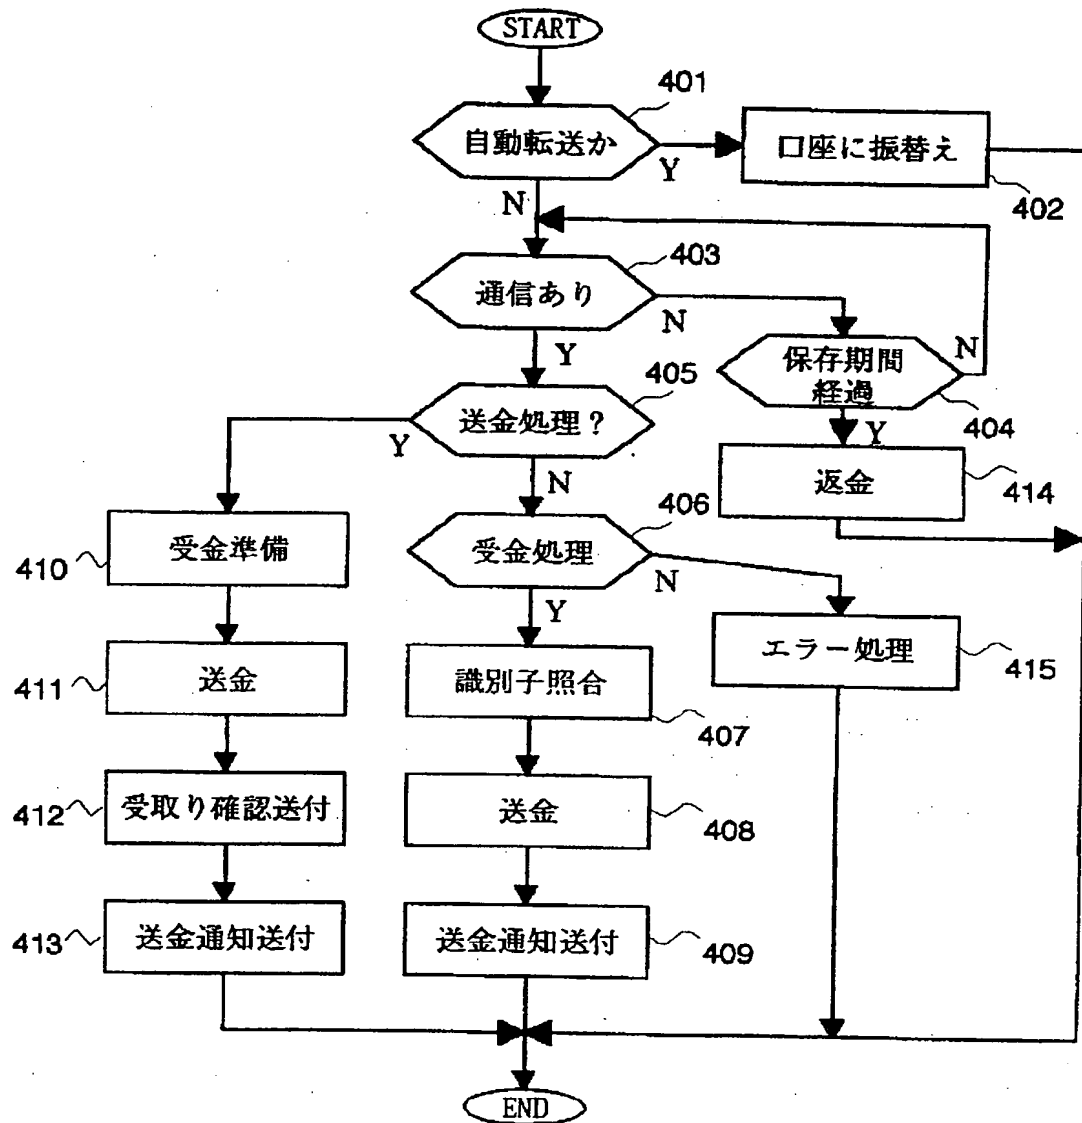 START
401
自動転送か
Y
口座に振替え
402
N
403
通信あり
N
Y
保存期間
経過
N
404
Y
405
送金処理?
Y
N
返金
414
406
受金処理
N
Y
410
受金準備
エラー処理
415
411
送金
識別子照合
407
412
受取り確認送付
送金
408
413
送金通知送付
送金通知送付
409
END